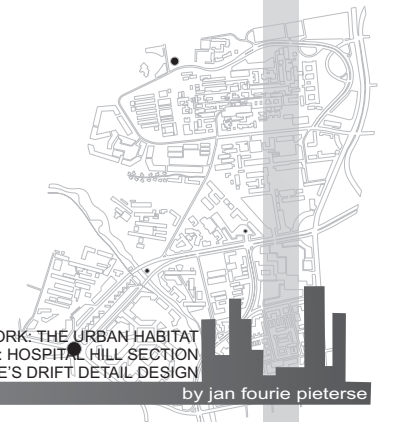 ORK: THE URBAN HABITAT
: HOSPITAL HILL SECTION
E'S DRIFT DETAIL DESIGN
by jan fourie pieterse